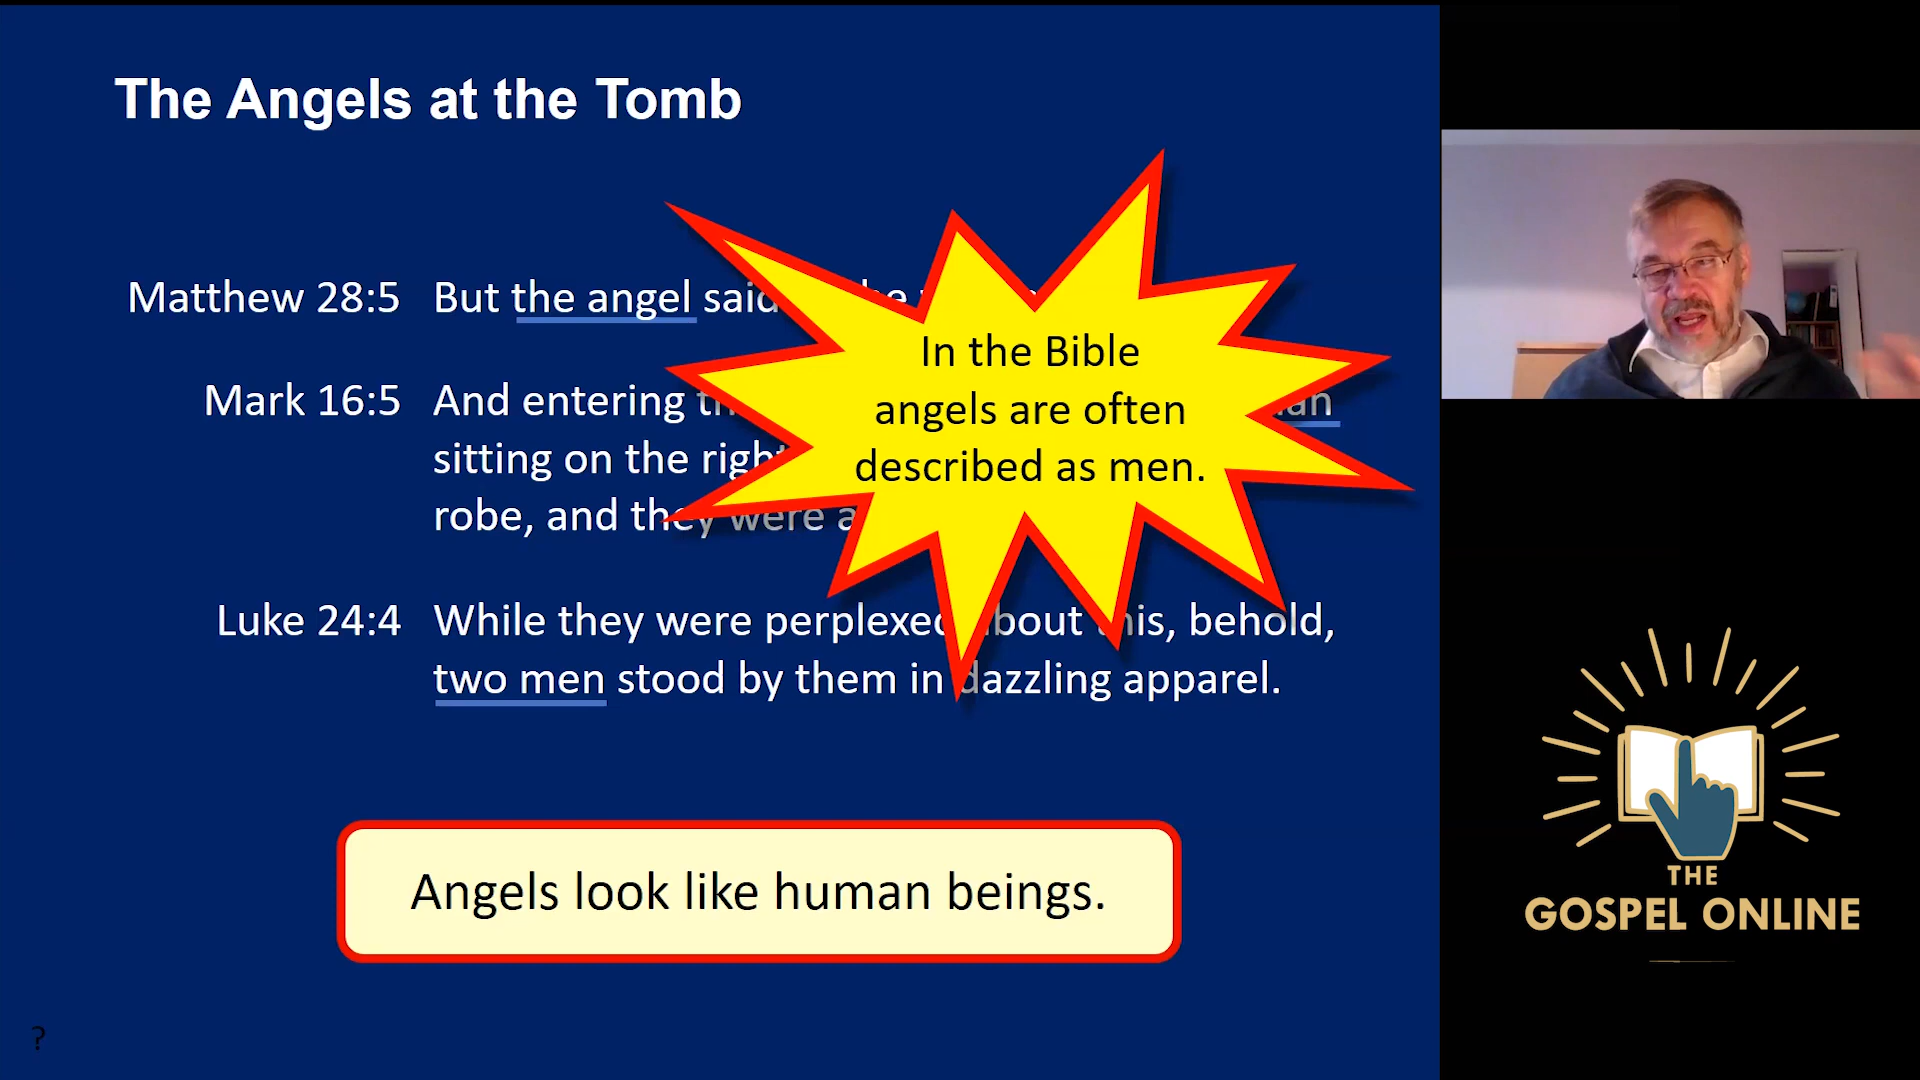 The Angels at the Tomb
Matthew 28:5 But the angel said
Mark 16:5 And entering
sitting on the right
robe, and they were
In the Bible
angels are often
described as men.
Luke 24:4 While they were perplexed about this, behold,
two men stood by them in dazzling apparel.
Angels look like human beings.
?
THE
GOSPEL ONLINE